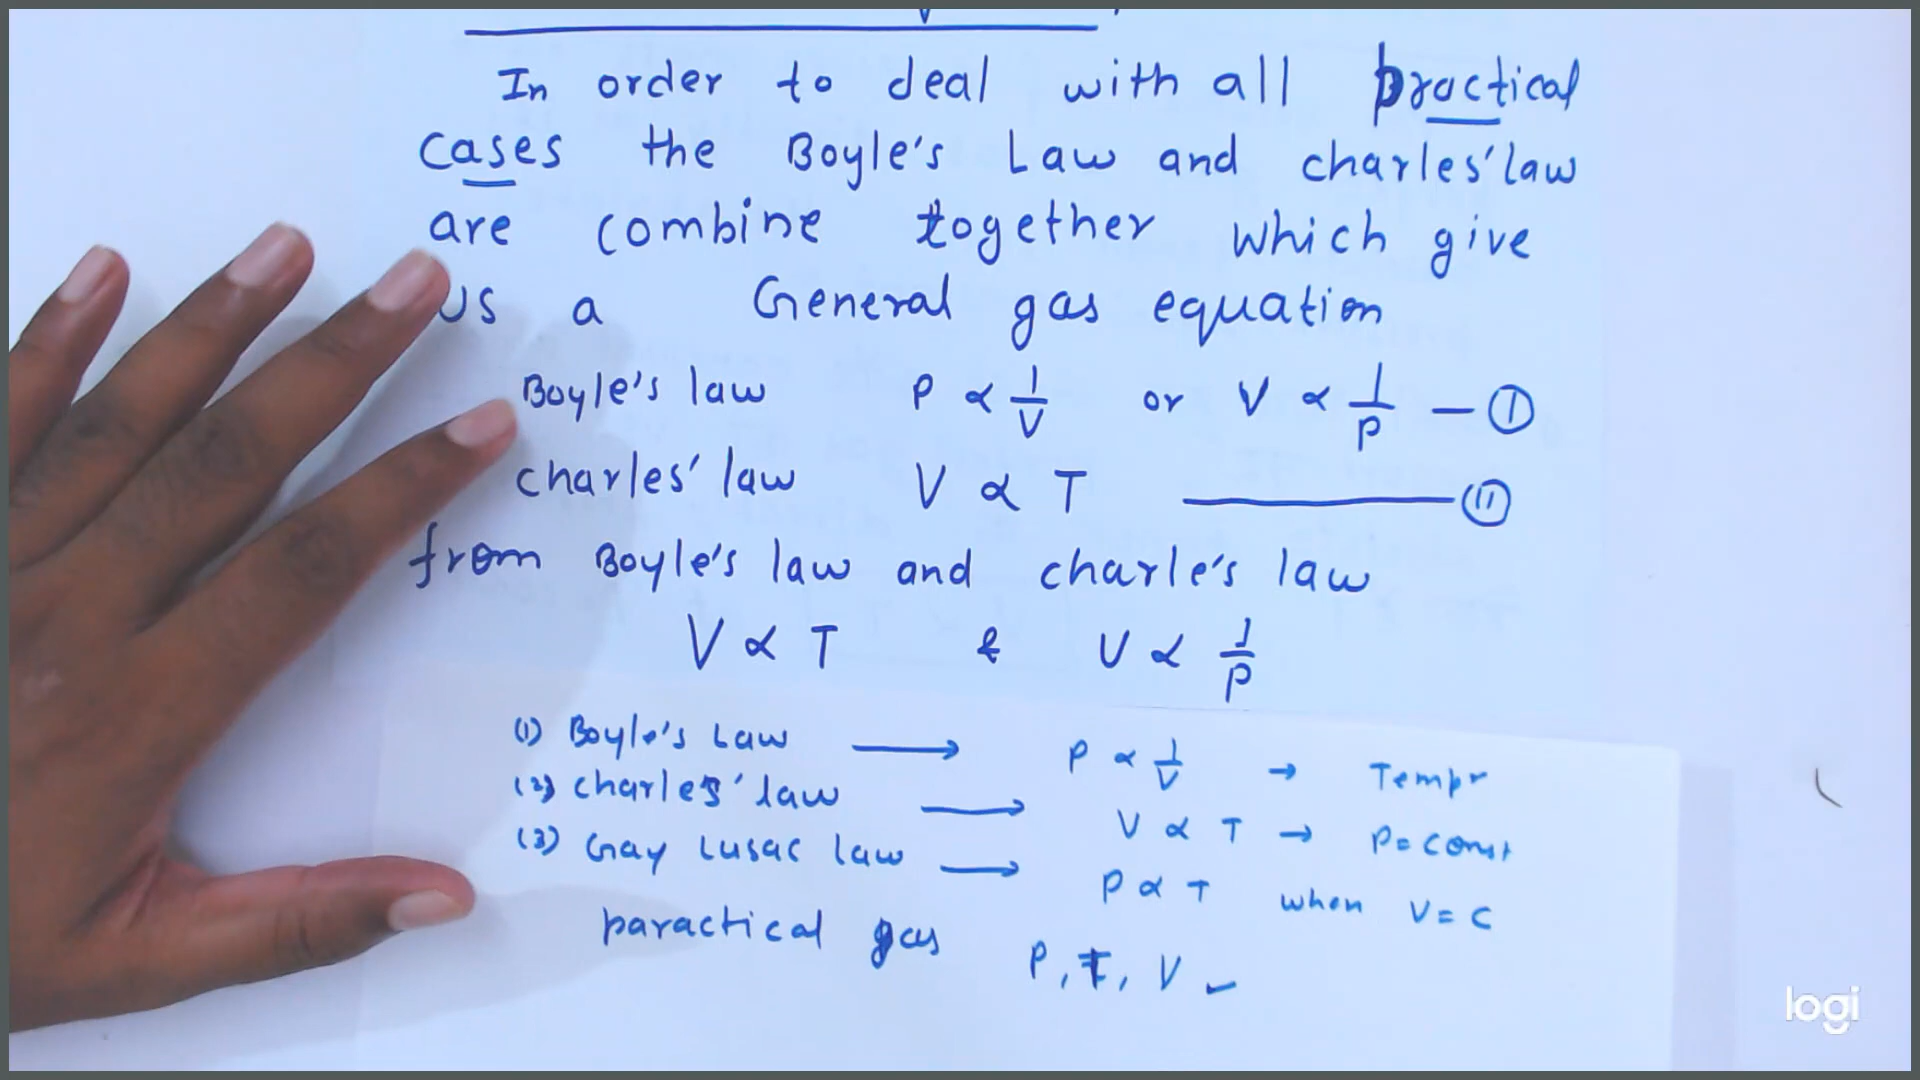 In order to deal with all practical
cases the Boyle's Law and charles' law
are combine together which give
us a General gas equation
Boyle's law P ∝ 1/V or V ∝ 1/P — (I)
charles' law V ∝ T —— (II)
from Boyle's law and charle's law
V ∝ T & V ∝ 1/P
(1) Boyle's Law → P ∝ 1/V → Tempr
(2) charles' law → V ∝ T → P = const
(3) Gay Lusac law → P ∝ T when V = C
paractical gas P, T, V
logi